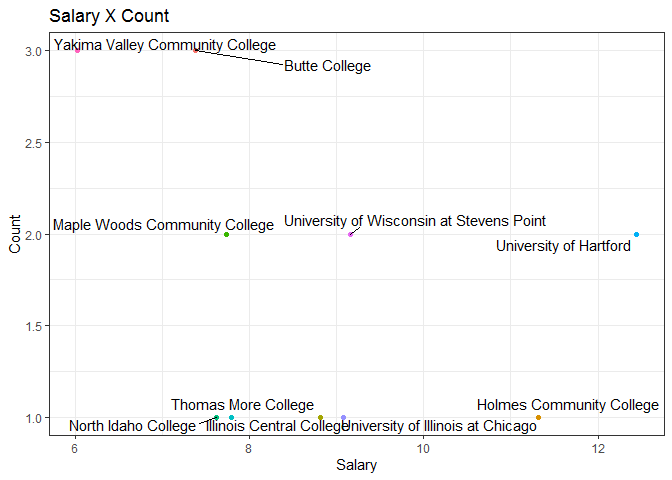 Salary X Count
3.0
Yakima Valley Community College
Butte College
2.5
Maple Woods Community College
University of Wisconsin at Stevens Point
2.0
University of Hartford
Count
1.5
Thomas More College
Holmes Community College
1.0
North Idaho College
Illinois Central College
University of Illinois at Chicago
6
8
10
12
Salary